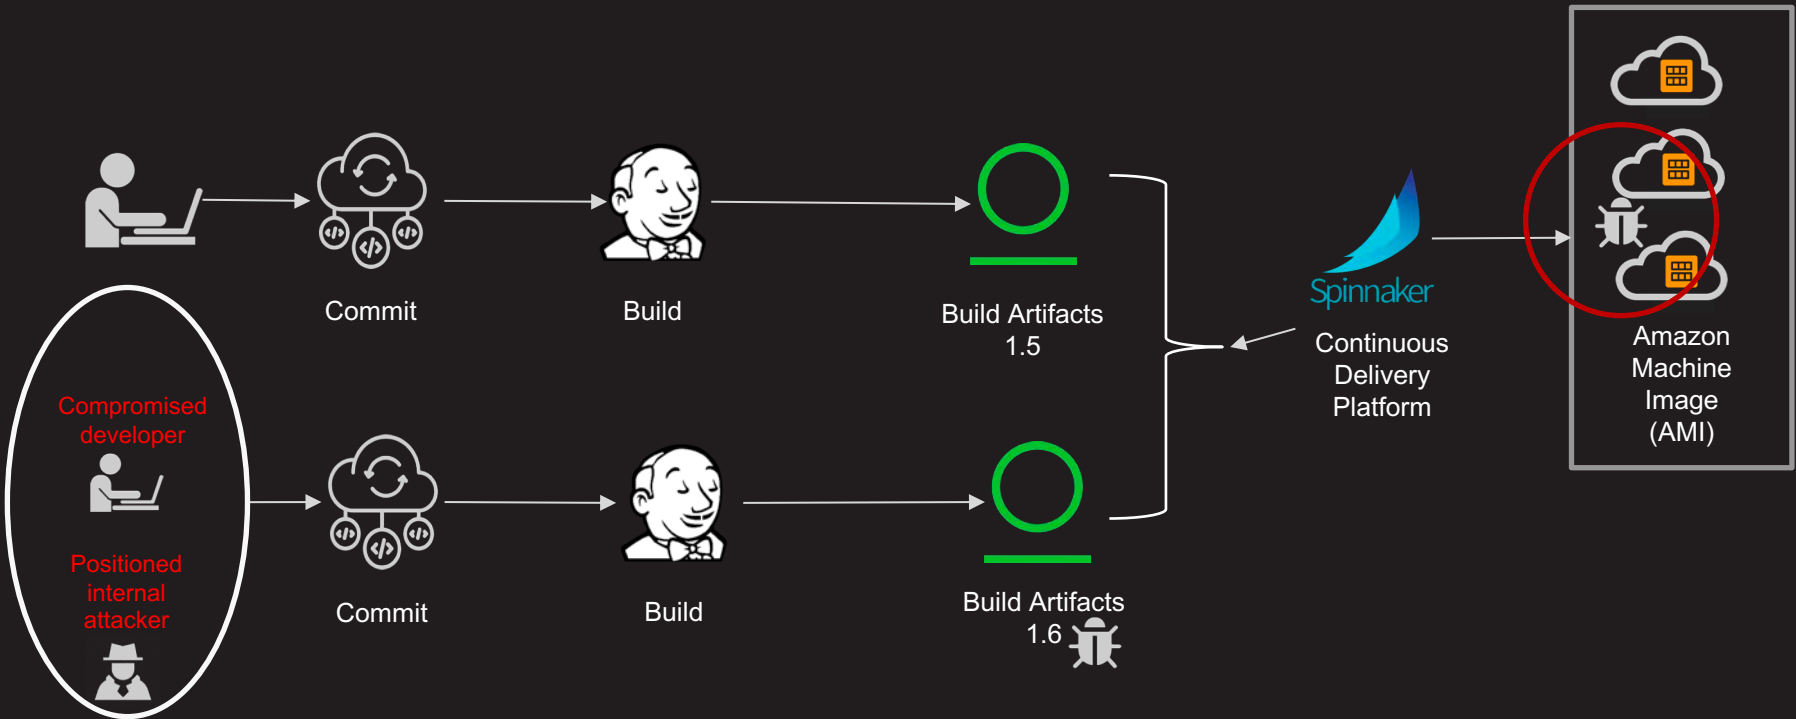 Commit
Build
Build Artifacts
1.5
Spinnaker
Continuous
Delivery
Platform
Amazon
Machine
Image
(AMI)
Compromised
developer
Positioned
internal
attacker
</>
</>
</>
Commit
Build
Build Artifacts
1.6
</>
</>
</>